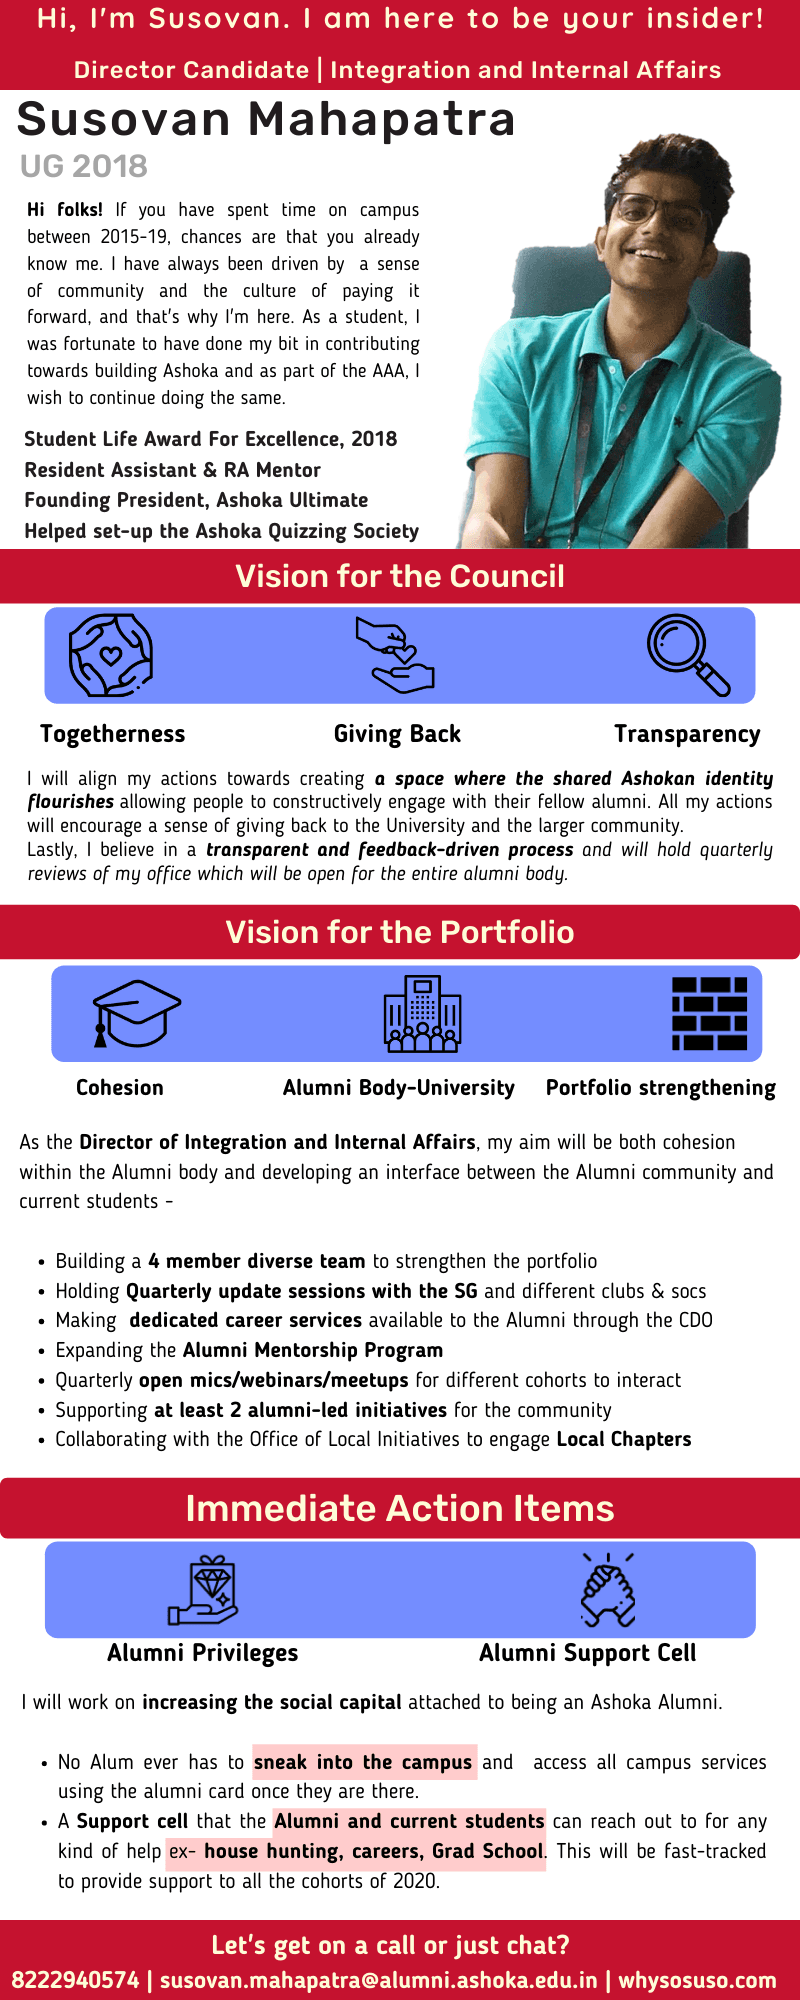 Hi, I'm Susovan. I am here to be your insider!
Director Candidate | Integration and Internal Affairs
Susovan Mahapatra
UG 2018
Hi folks! If you have spent time on campus
between 2015-19, chances are that you already
know me. I have always been driven by a sense
of community and the culture of paying it
forward, and that's why I'm here. As a student, I
was fortunate to have done my bit in contributing
towards building Ashoka and as part of the AAA, I
wish to continue doing the same.
Student Life Award For Excellence, 2018
Resident Assistant & RA Mentor
Founding President, Ashoka Ultimate
Helped set-up the Ashoka Quizzing Society
Vision for the Council
Togetherness
Giving Back
Transparency
I will align my actions towards creating a space where the shared Ashokan identity
flourishes allowing people to constructively engage with their fellow alumni. All my actions
will encourage a sense of giving back to the University and the larger community.
Lastly, I believe in a transparent and feedback-driven process and will hold quarterly
reviews of my office which will be open for the entire alumni body.
Vision for the Portfolio
Cohesion
Alumni Body-University
Portfolio strengthening
As the Director of Integration and Internal Affairs, my aim will be both cohesion
within the Alumni body and developing an interface between the Alumni community and
current students -
• Building a 4 member diverse team to strengthen the portfolio
• Holding Quarterly update sessions with the SG and different clubs & socs
• Making dedicated career services available to the Alumni through the CDO
• Expanding the Alumni Mentorship Program
• Quarterly open mics/webinars/meetups for different cohorts to interact
• Supporting at least 2 alumni-led initiatives for the community
• Collaborating with the Office of Local Initiatives to engage Local Chapters
Immediate Action Items
Alumni Privileges
Alumni Support Cell
I will work on increasing the social capital attached to being an Ashoka Alumni.
• No Alum ever has to sneak into the campus and access all campus services
using the alumni card once they are there.
• A Support cell that the Alumni and current students can reach out to for any
kind of help ex- house hunting, careers, Grad School. This will be fast-tracked
to provide support to all the cohorts of 2020.
Let's get on a call or just chat?
8222940574 | susovan.mahapatra@alumni.ashoka.edu.in | whysosuso.com